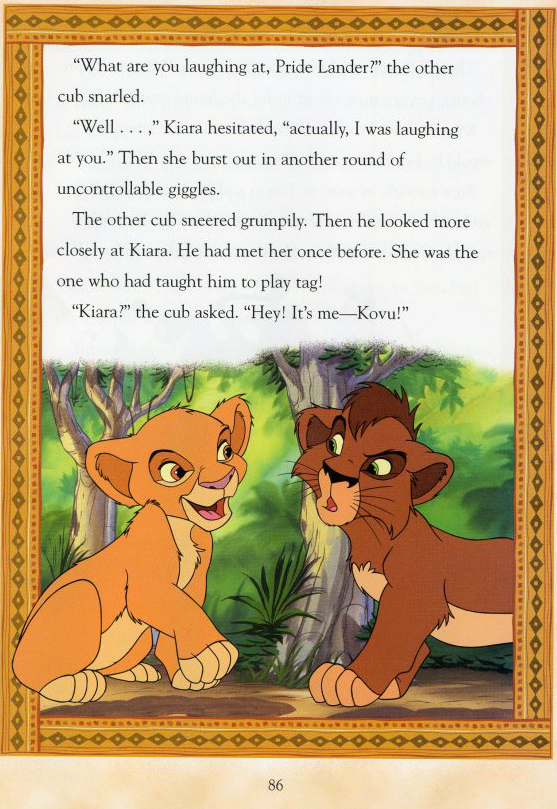 “What are you laughing at, Pride Lander?” the other
cub snarled.
“Well . . . ,” Kiara hesitated, “actually, I was laughing
at you.” Then she burst out in another round of
uncontrollable giggles.
The other cub sneered grumpily. Then he looked more
closely at Kiara. He had met her once before. She was the
one who had taught him to play tag!
“Kiara?” the cub asked. “Hey! It’s me—Kovu!”
86